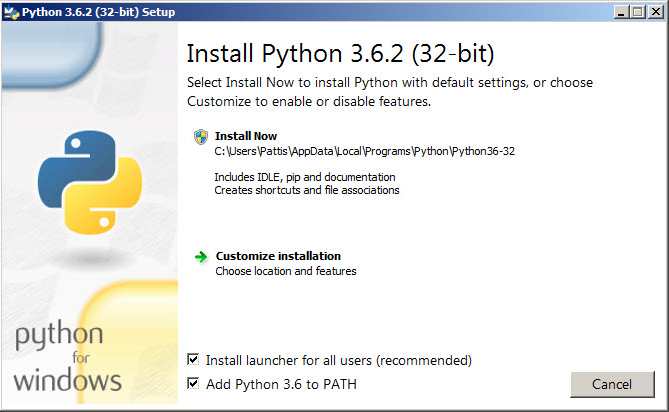 Python 3.6.2 (32-bit) Setup
Install Python 3.6.2 (32-bit)
Select Install Now to install Python with default settings, or choose
Customize to enable or disable features.
Install Now
C:\Users\Pattis\AppData\Local\Programs\Python\Python36-32
Includes IDLE, pip and documentation
Creates shortcuts and file associations
Customize installation
Choose location and features
python
for
windows
Install launcher for all users (recommended)
Add Python 3.6 to PATH
Cancel